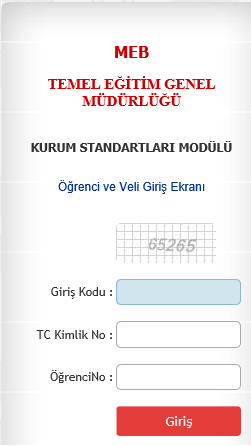 MEB
TEMEL EĞİTİM GENEL
MÜDÜRLÜĞÜ
KURUM STANDARTLARI MODÜLÜ
Öğrenci ve Veli Giriş Ekranı
65265
Giriş Kodu :
TC Kimlik No :
ÖğrenciNo :
Giriş